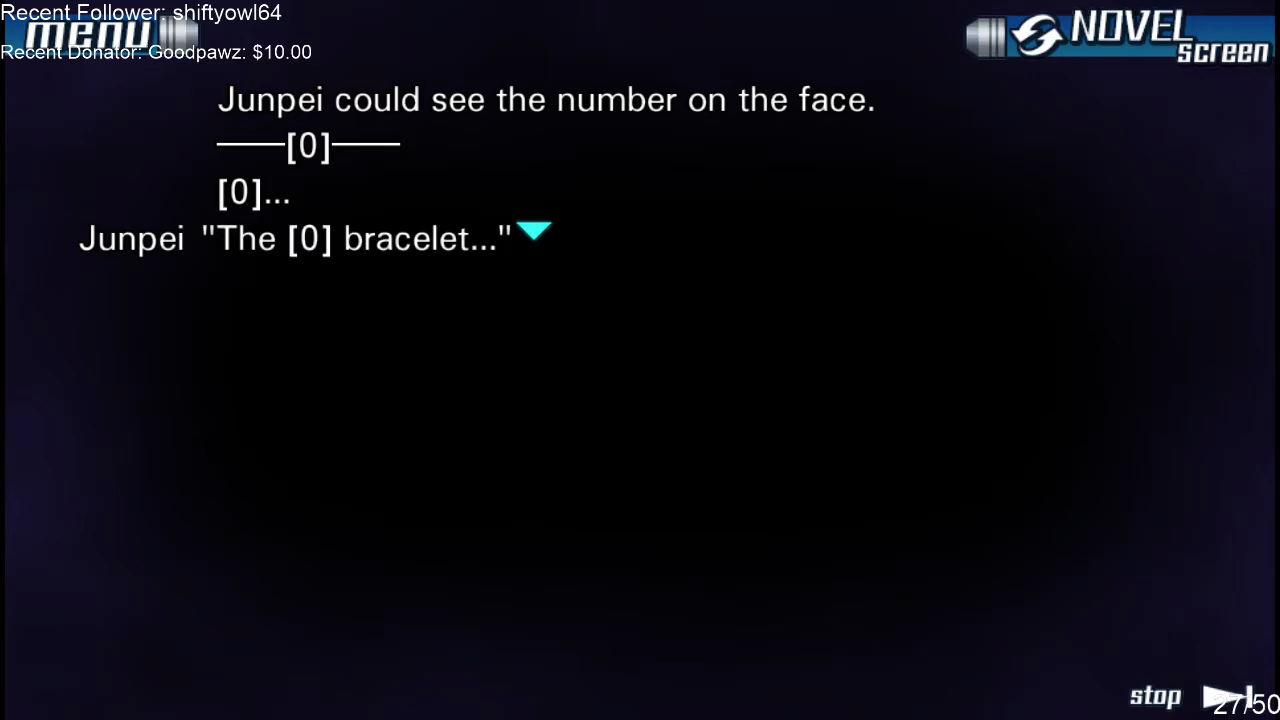 Recent Follower: shiftyowl64
menu
Recent Donator: Goodpawz: $10.00
NOVEL
screen
Junpei could see the number on the face.
——[0]——
[0]...
Junpei "The [0] bracelet..."
stop
27/50